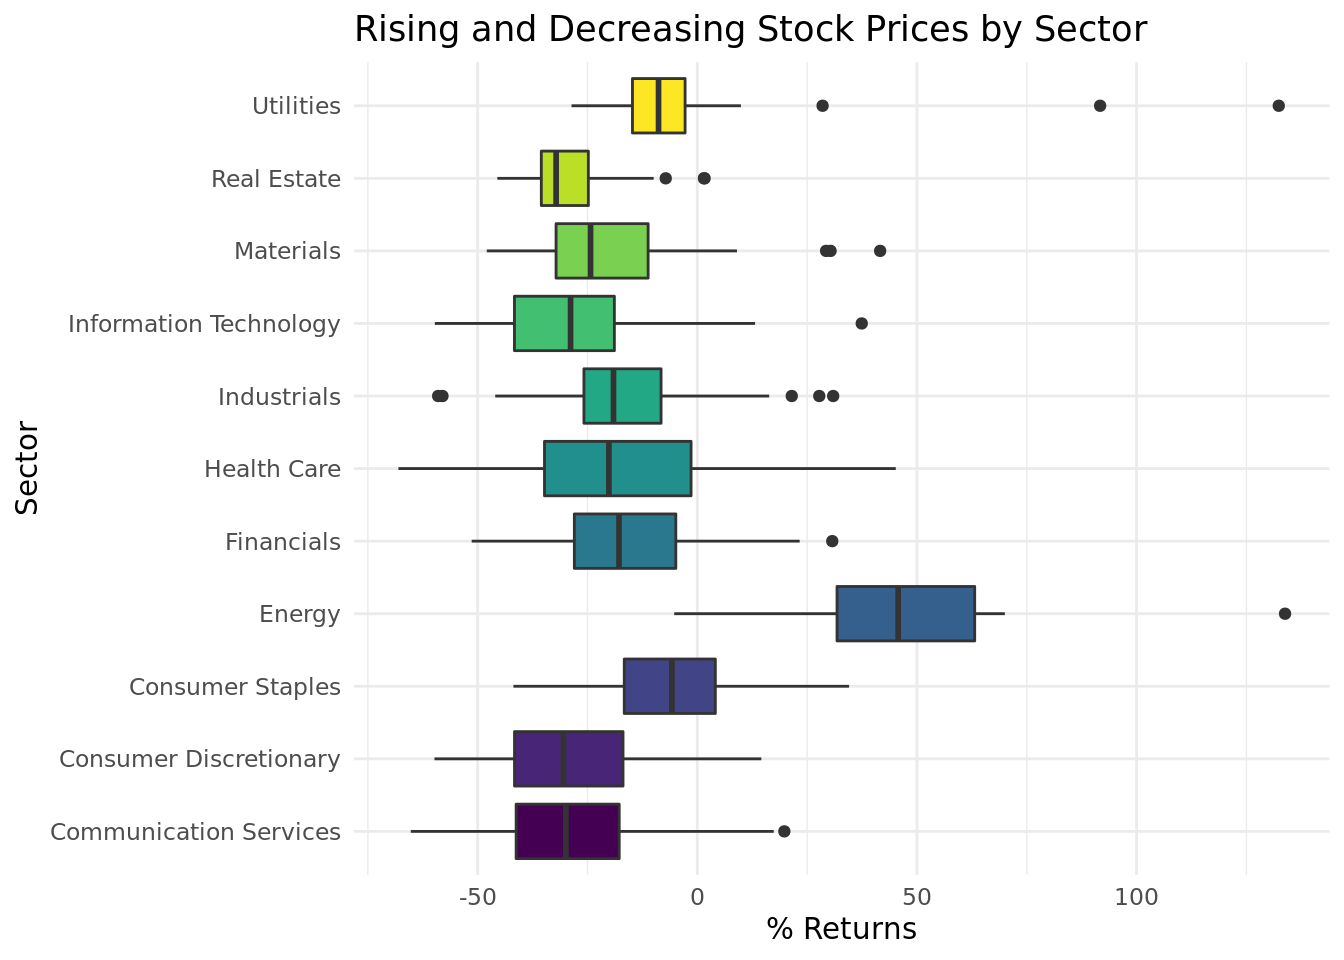 Rising and Decreasing Stock Prices by Sector
Sector
Utilities
Real Estate
Materials
Information Technology
Industrials
Health Care
Financials
Energy
Consumer Staples
Consumer Discretionary
Communication Services
-50 0 50 100
% Returns